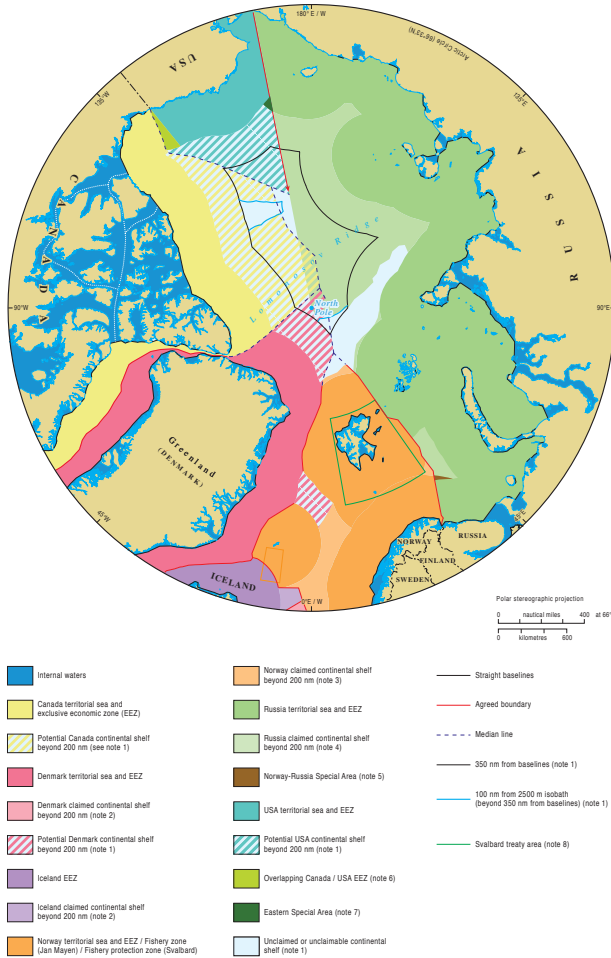 180° E / W
Arctic Circle (66°33'N)
USA
135°W
135°E
CANADA
RUSSIA
Lomonosov Ridge
90°W
North
Pole
90°E
Greenland
(DENMARK)
45°W
45°E
NORWAY
RUSSIA
FINLAND
SWEDEN
ICELAND
0°E / W
Polar stereographic projection
0 nautical miles 400 at 66°
0 kilometres 600
Internal waters
Canada territorial sea and
exclusive economic zone (EEZ)
Potential Canada continental shelf
beyond 200 nm (see note 1)
Denmark territorial sea and EEZ
Denmark claimed continental shelf
beyond 200 nm (note 2)
Potential Denmark continental shelf
beyond 200 nm (note 1)
Iceland EEZ
Iceland claimed continental shelf
beyond 200 nm (note 2)
Norway territorial sea and EEZ / Fishery zone
(Jan Mayen) / Fishery protection zone (Svalbard)
Norway claimed continental shelf
beyond 200 nm (note 3)
Russia territorial sea and EEZ
Russia claimed continental shelf
beyond 200 nm (note 4)
Norway-Russia Special Area (note 5)
USA territorial sea and EEZ
Potential USA continental shelf
beyond 200 nm (note 1)
Overlapping Canada / USA EEZ (note 6)
Eastern Special Area (note 7)
Unclaimed or unclaimable continental
shelf (note 1)
Straight baselines
Agreed boundary
Median line
350 nm from baselines (note 1)
100 nm from 2500 m isobath
(beyond 350 nm from baselines) (note 1)
Svalbard treaty area (note 8)